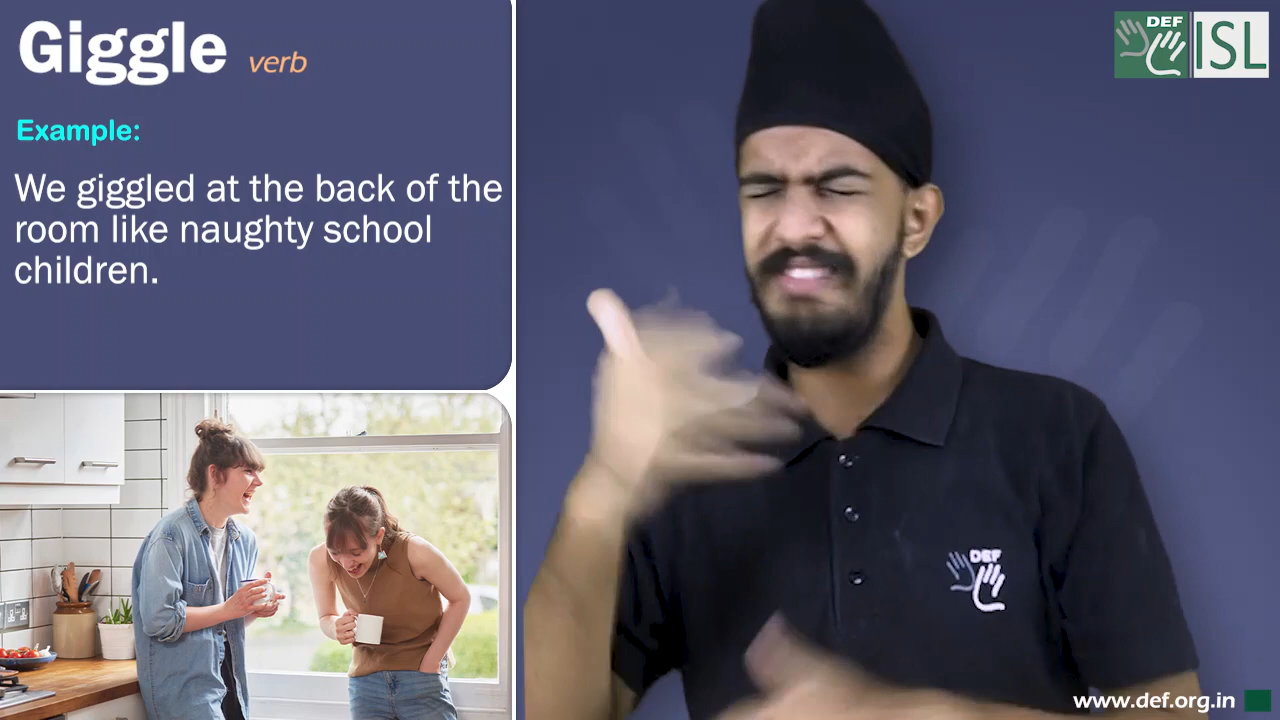 Giggle verb
Example:
We giggled at the back of the
room like naughty school
children.
DEF
ISL
DEF
www.def.org.in